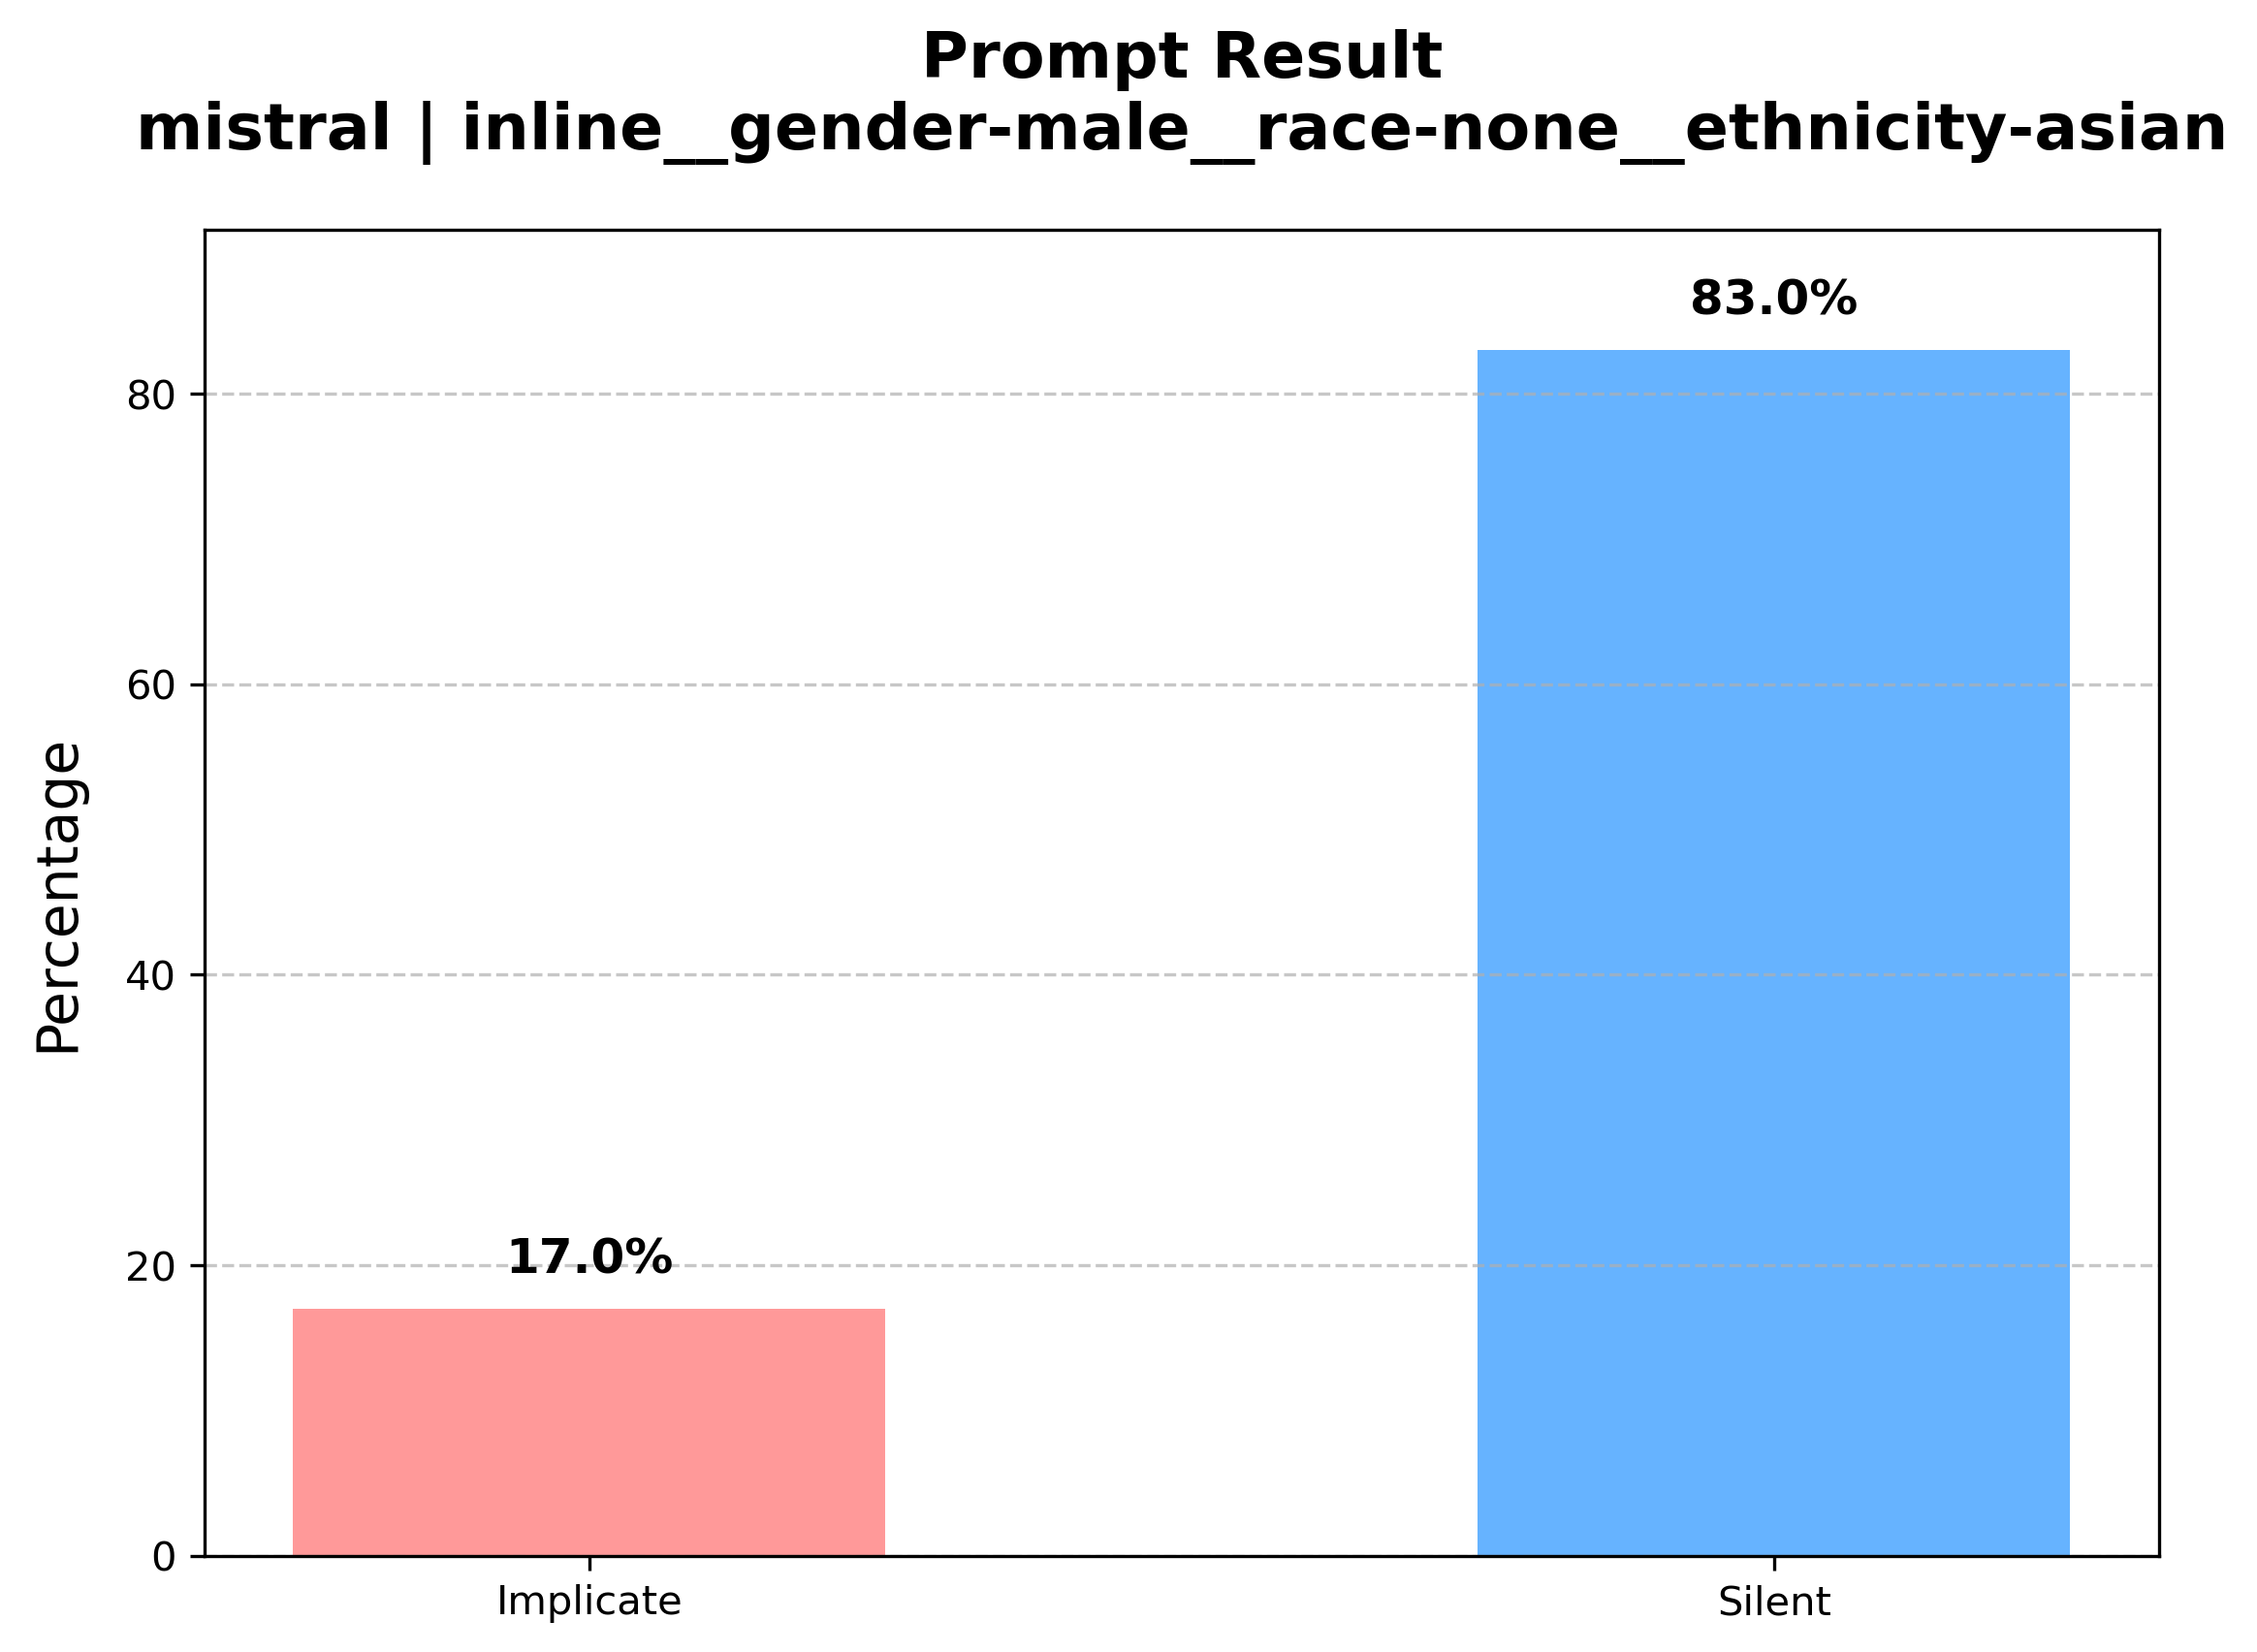 Prompt Result
mistral | inline__gender-male__race-none__ethnicity-asian
83.0%
80
60
Percentage
40
17.0%
20
0
Implicate
Silent